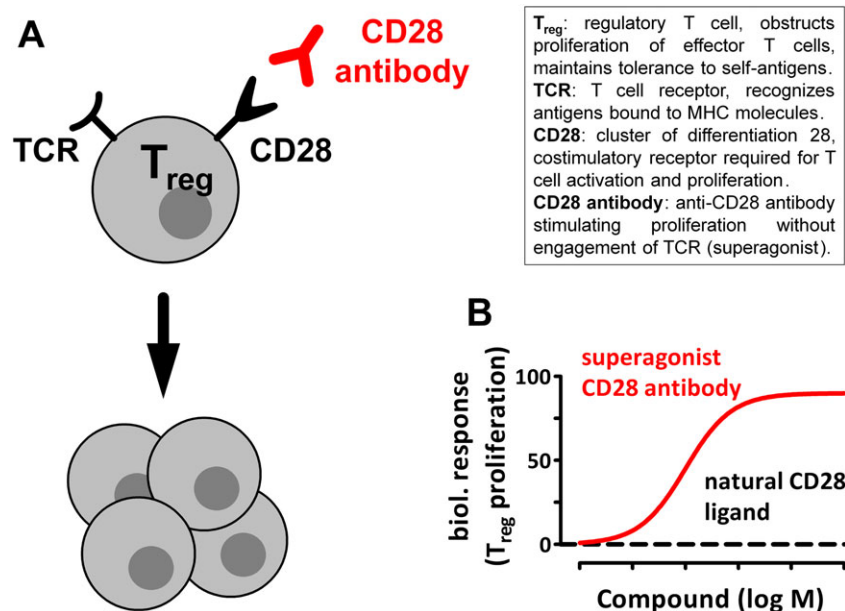 A
CD28
antibody
TCR
CD28
Treg
Treg: regulatory T cell, obstructs
proliferation of effector T cells,
maintains tolerance to self-antigens.
TCR: T cell receptor, recognizes
antigens bound to MHC molecules.
CD28: cluster of differentiation 28,
costimulatory receptor required for T
cell activation and proliferation.
CD28 antibody: anti-CD28 antibody
stimulating proliferation without
engagement of TCR (superagonist).
B
superagonist
CD28 antibody
biol. response
(Treg proliferation)
100
50
0
natural CD28
ligand
Compound (log M)